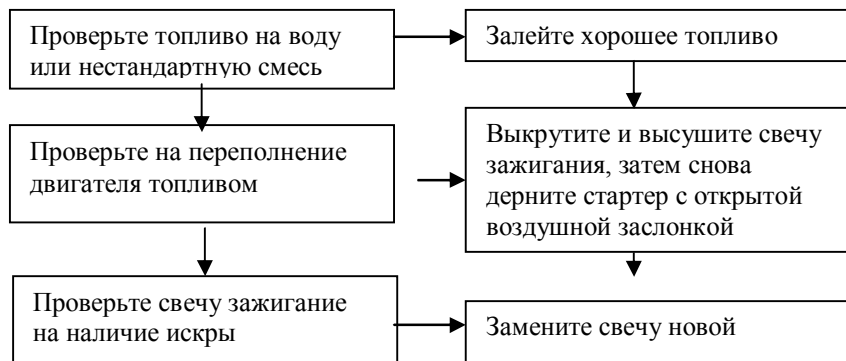 Проверьте топливо на воду
или нестандартную смесь
Залейте хорошее топливо
Проверьте на переполнение
двигателя топливом
Выкрутите и высушите свечу
зажигания, затем снова
дерните стартер с открытой
воздушной заслонкой
Проверьте свечу зажигание
на наличие искры
Замените свечу новой